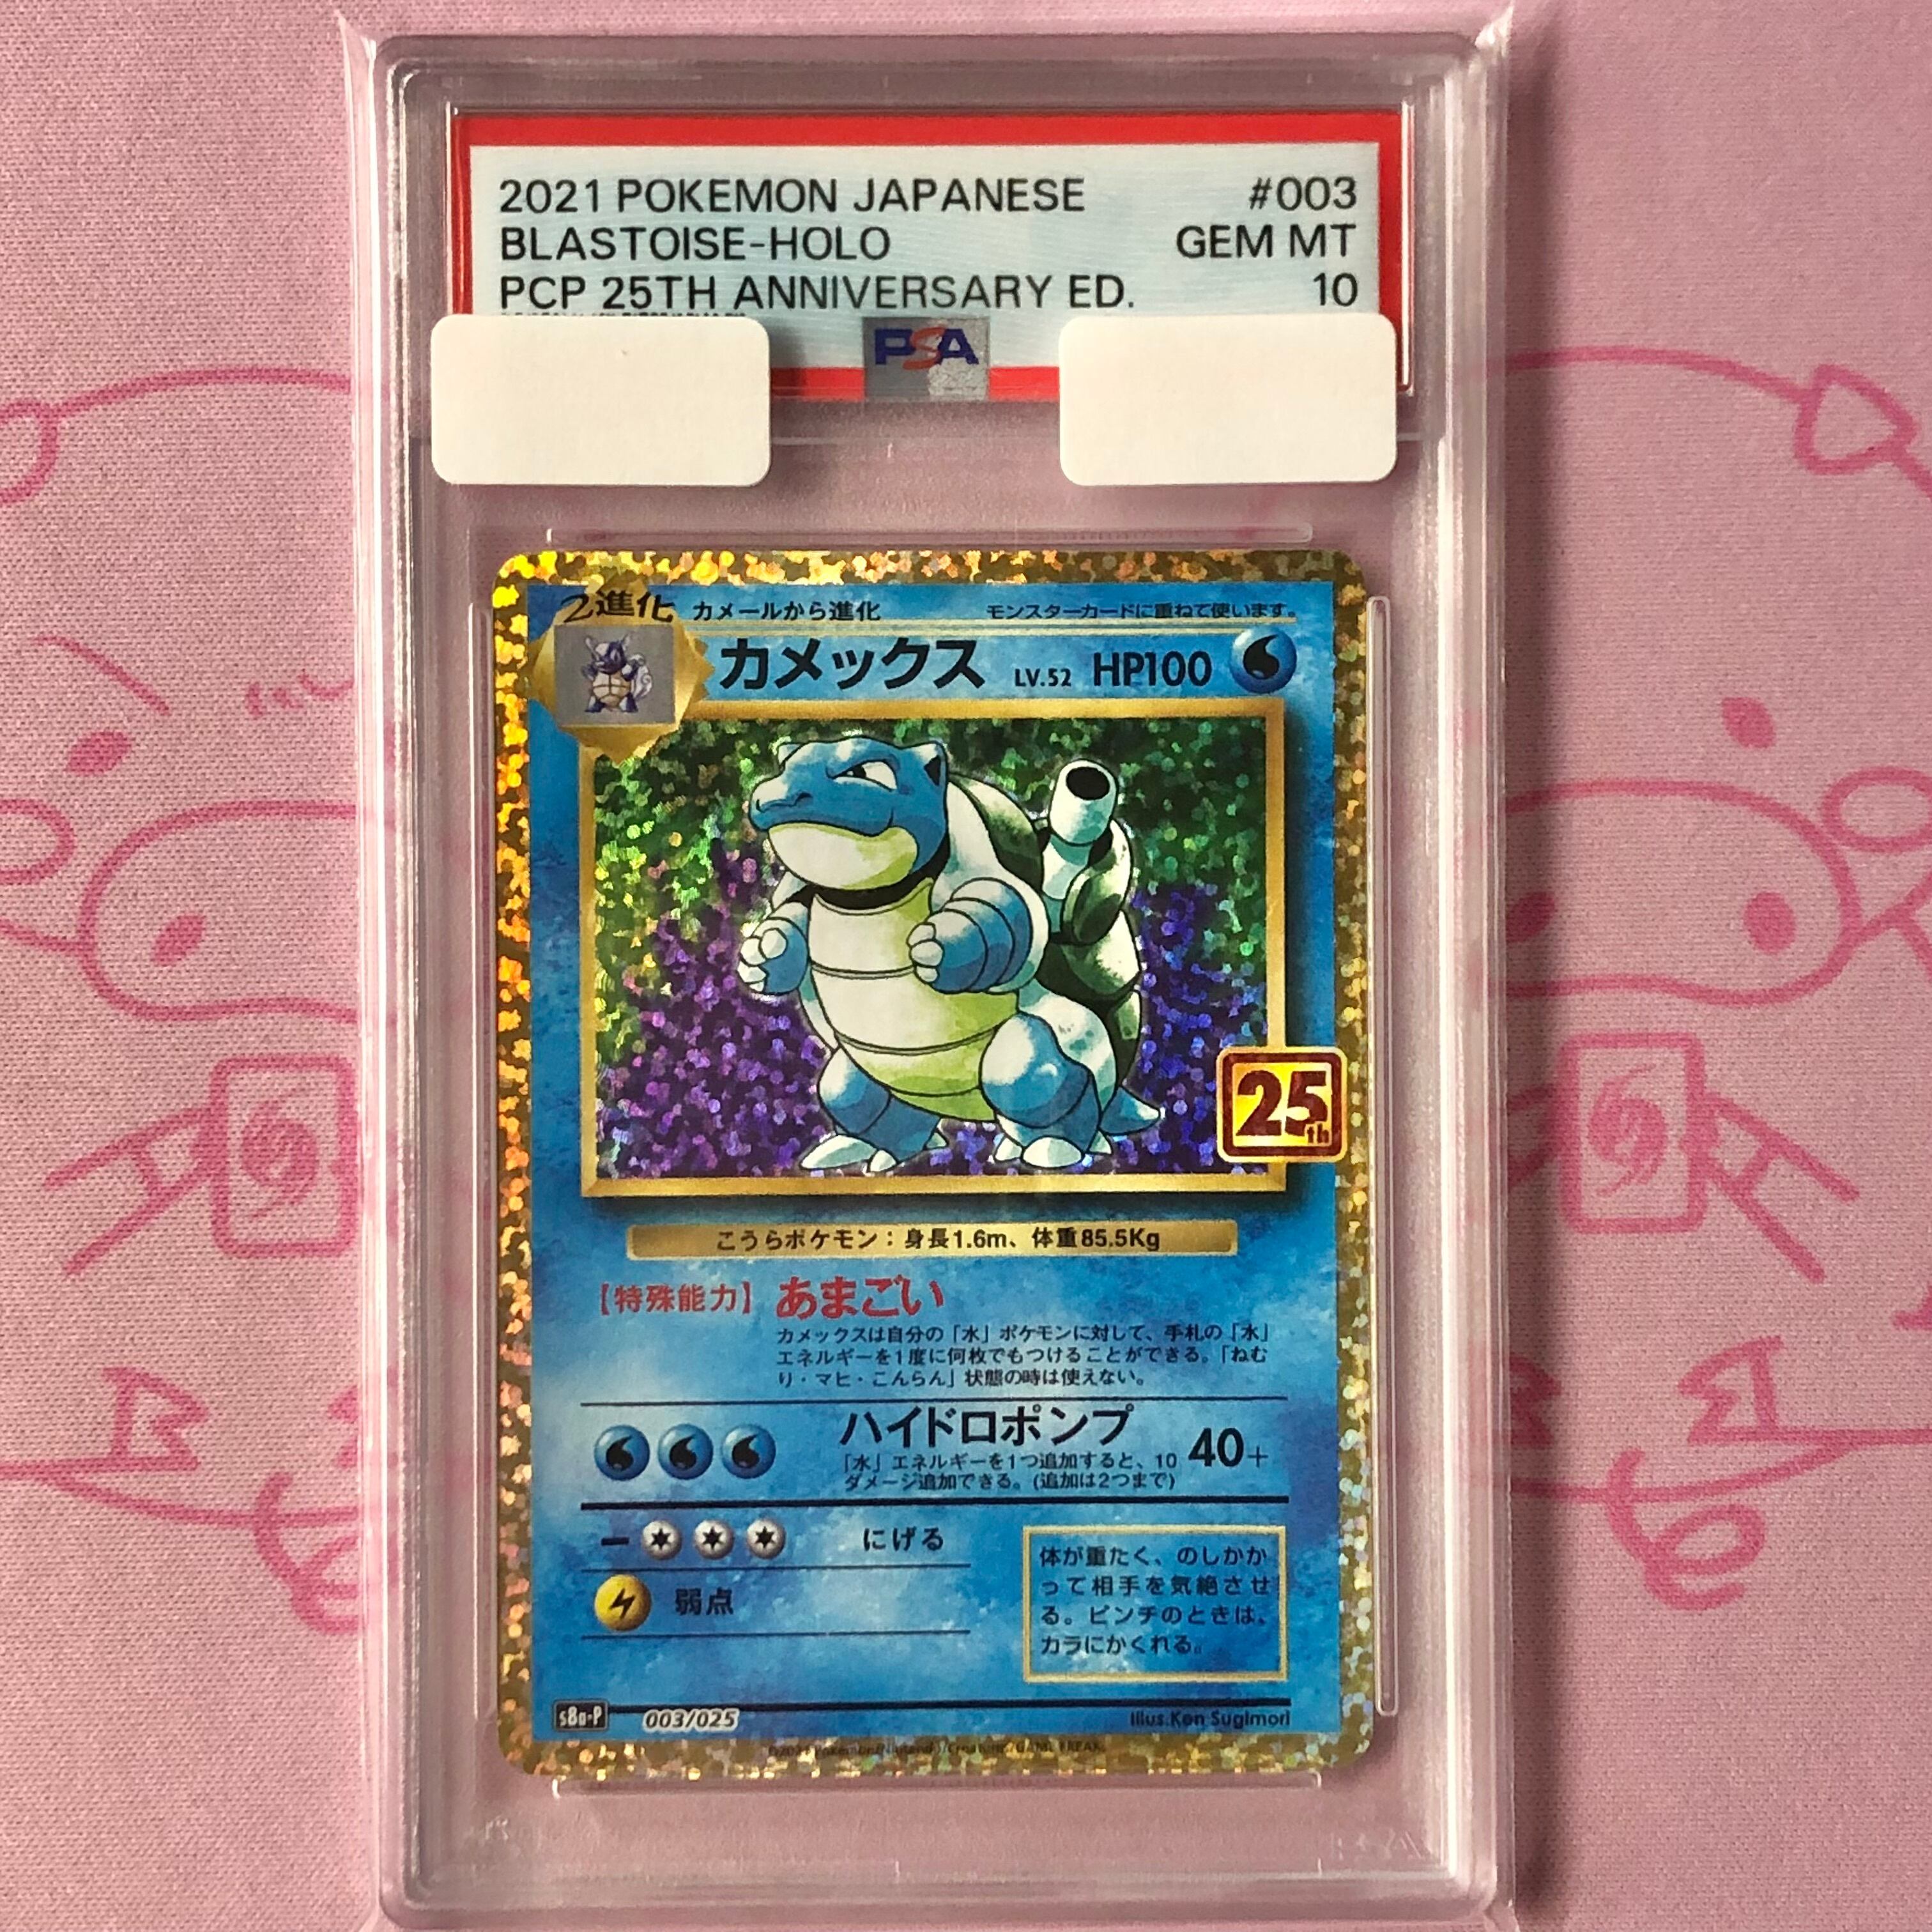 2021 POKEMON JAPANESE #003
BLASTOISE-HOLO GEM MT
PCP 25TH ANNIVERSARY ED. 10
PSA
2進化 カメールから進化 モンスターカードに重ねて使います。
カメックス LV.52 HP100
25th
こうらポケモン：身長1.6m、体重85.5Kg
【特殊能力】 あまごい
カメックスは自分の「水」ポケモンに対して、手札の「水」
エネルギーを1度に何枚でもつけることができる。「ねむ
り・マヒ・こんらん」状態の時は使えない。
ハイドロポンプ 40+
「水」エネルギーを1つ追加すると、10
ダメージ追加できる。(追加は2つまで)
にげる
弱点
体が重たく、のしかか
って相手を気絶させ
る。ピンチのときは、
カラにかくれる。
s8a-P 003/025 Illus.Ken Sugimori
©2021 Pokémon/Nintendo/Creatures/GAME FREAK.